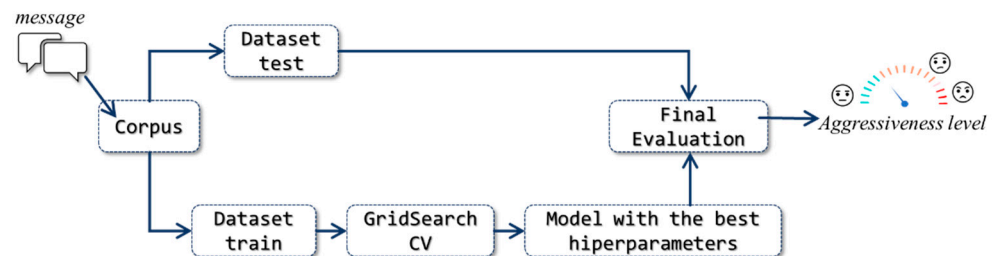 message
Dataset
test
Corpus
Final
Evaluation
Aggressiveness level
Dataset
train
GridSearch
CV
Model with the best
hiperparameters